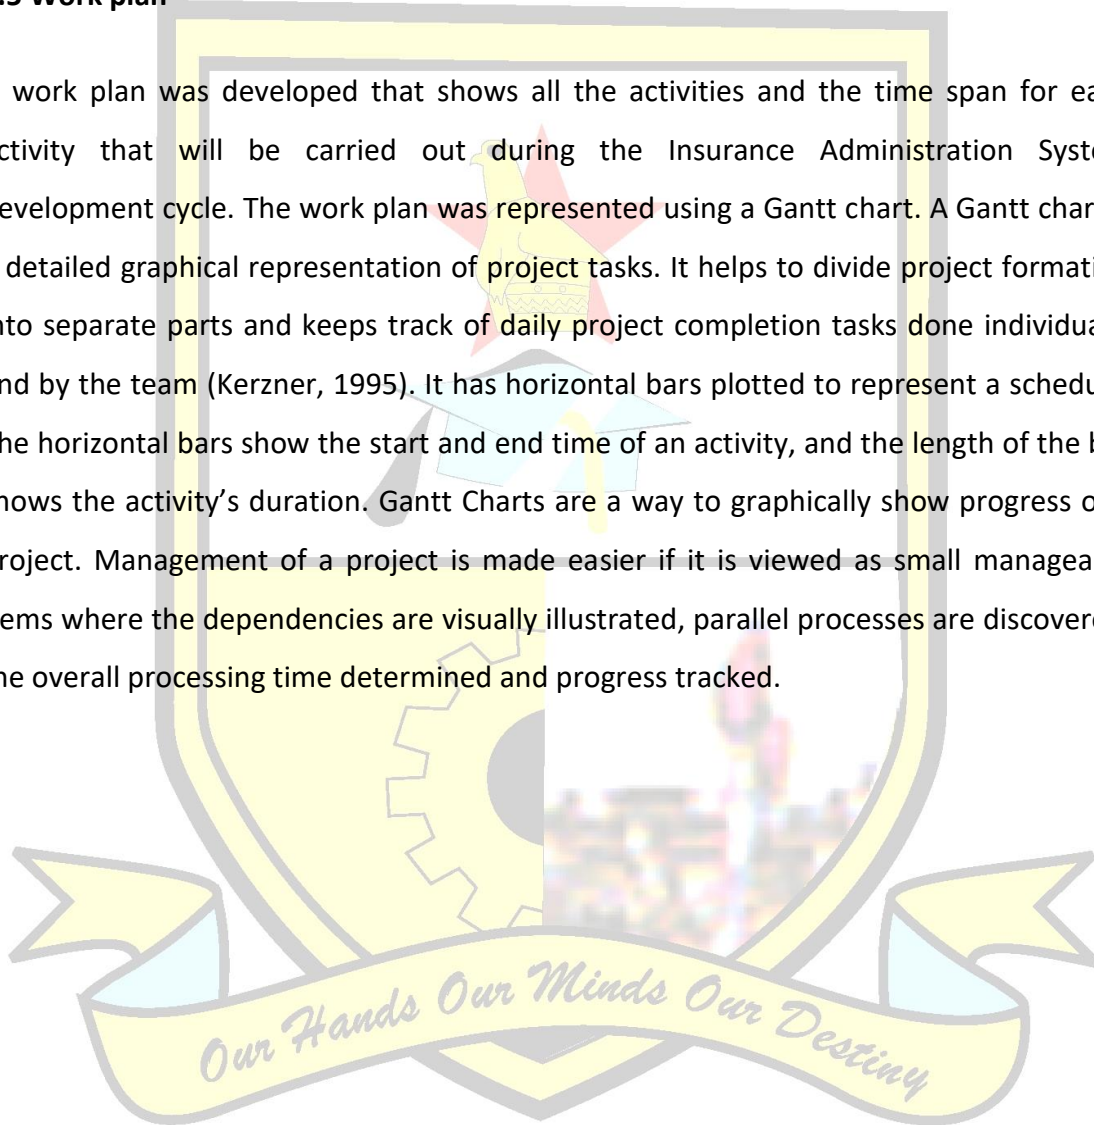 .5 Work plan
work plan was developed that shows all the activities and the time span for ea
ctivity that will be carried out during the Insurance Administration Syste
evelopment cycle. The work plan was represented using a Gantt chart. A Gantt char
detailed graphical representation of project tasks. It helps to divide project formati
nto separate parts and keeps track of daily project completion tasks done individua
nd by the team (Kerzner, 1995). It has horizontal bars plotted to represent a schedu
he horizontal bars show the start and end time of an activity, and the length of the b
hows the activity’s duration. Gantt Charts are a way to graphically show progress o
roject. Management of a project is made easier if it is viewed as small managea
ems where the dependencies are visually illustrated, parallel processes are discover
ne overall processing time determined and progress tracked.
Our Hands Our Minds Our Destiny